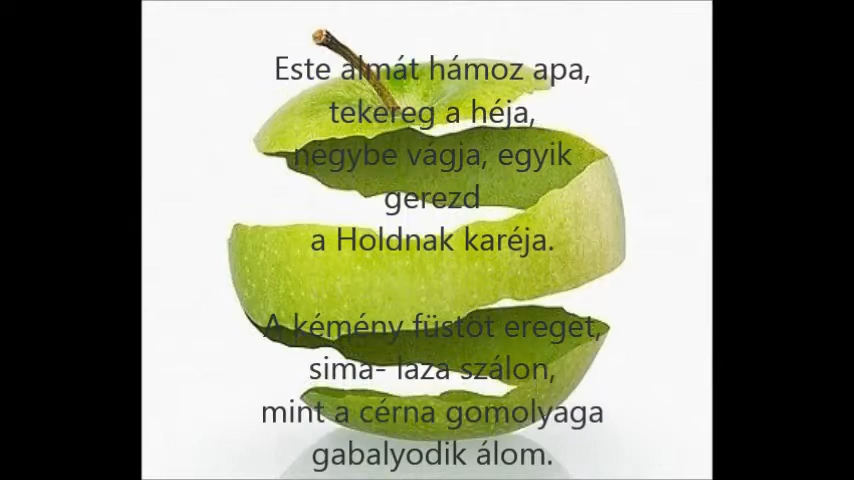 Este almát hámoz apa,
tekereg a héja,
négybe vágja, egyik
gerezd
a Holdnak karéja.
A kémény füstöt ereget,
sima- laza szálon,
mint a cérna gomolyaga
gabalyodik álom.